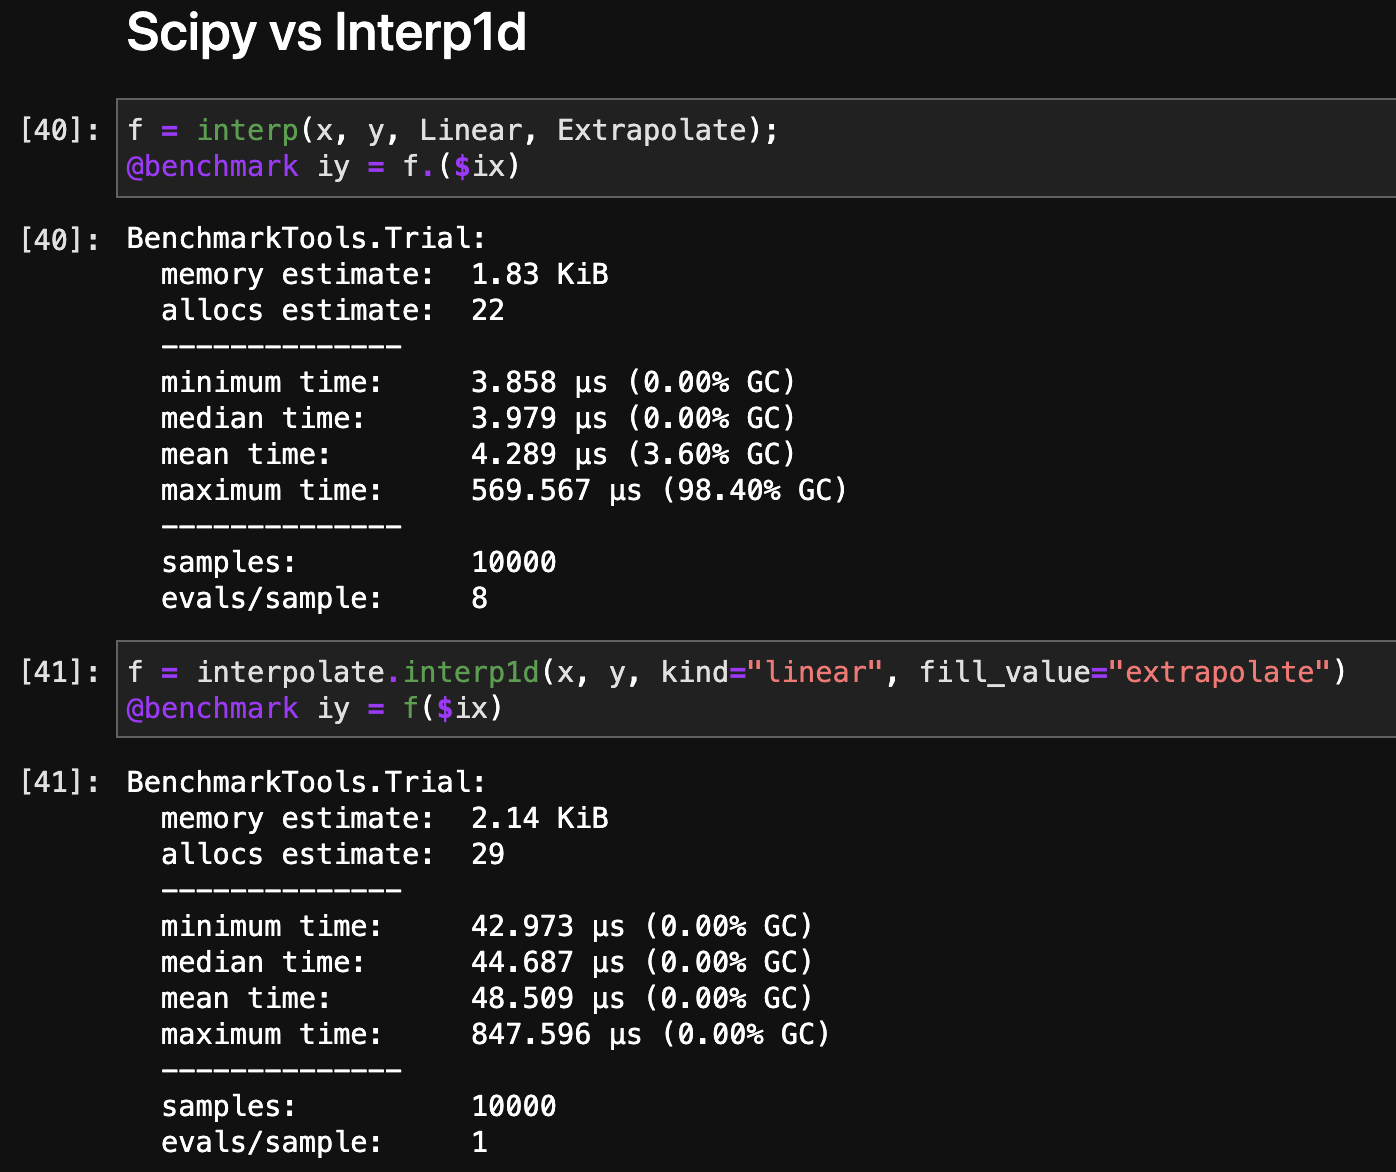 Scipy vs Interp1d
[40]: f = interp(x, y, Linear, Extrapolate);
@benchmark iy = f.($ix)
[40]: BenchmarkTools.Trial:
memory estimate: 1.83 KiB
allocs estimate: 22
--------------
minimum time: 3.858 μs (0.00% GC)
median time: 3.979 μs (0.00% GC)
mean time: 4.289 μs (3.60% GC)
maximum time: 569.567 μs (98.40% GC)
--------------
samples: 10000
evals/sample: 8
[41]: f = interpolate.interp1d(x, y, kind="linear", fill_value="extrapolate")
@benchmark iy = f($ix)
[41]: BenchmarkTools.Trial:
memory estimate: 2.14 KiB
allocs estimate: 29
--------------
minimum time: 42.973 μs (0.00% GC)
median time: 44.687 μs (0.00% GC)
mean time: 48.509 μs (0.00% GC)
maximum time: 847.596 μs (0.00% GC)
--------------
samples: 10000
evals/sample: 1